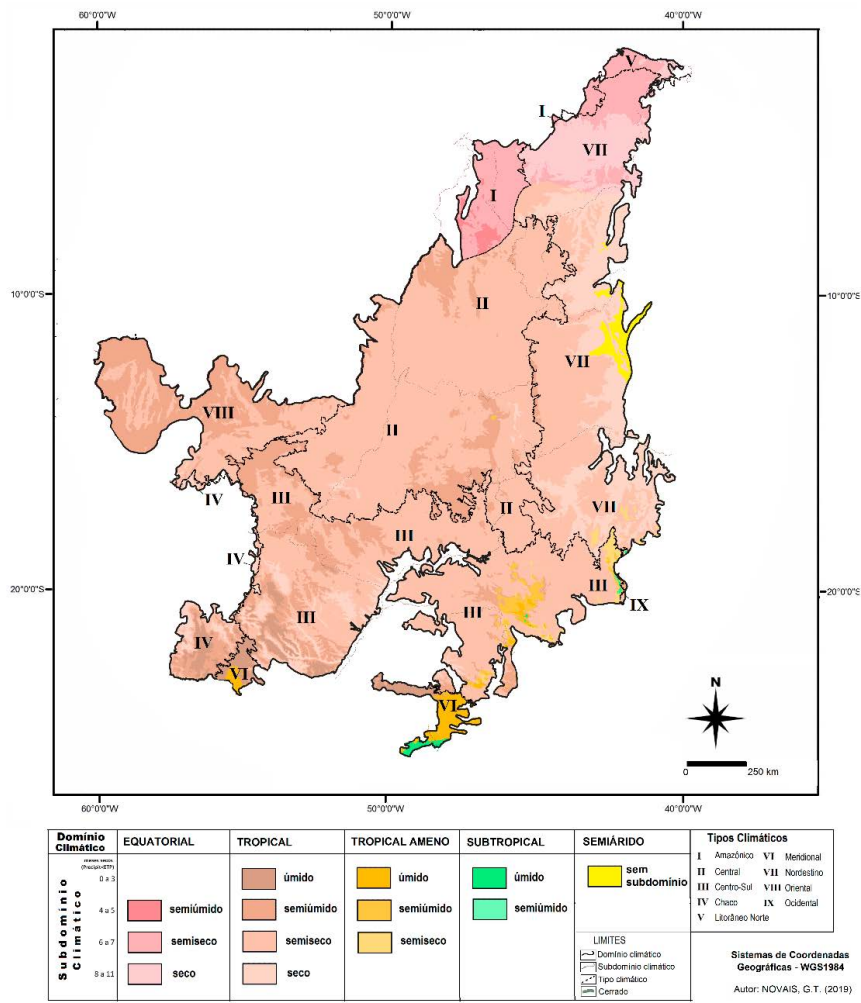 60°0'0"W 50°0'0"W 40°0'0"W
V
I
VII
I
10°0'0"S 10°0'0"S
II
VII
VIII
II
III
IV
II
VII
III
IV
20°0'0"S 20°0'0"S
III
IX
III
III
IV
VI
VI
N
0 250 km
60°0'0"W 50°0'0"W 40°0'0"W
Domínio Climático
EQUATORIAL
TROPICAL
TROPICAL AMENO
SUBTROPICAL
SEMIÁRIDO
Tipos Climáticos
Subdomínio Climático
(Precipit<ETP)
0 a 3
4 a 5
6 a 7
8 a 11
semiúmido
semiseco
seco
úmido
semiúmido
semiseco
seco
úmido
semiúmido
semiseco
úmido
semiúmido
sem
subdomínio
LIMITES
Domínio climático
Subdomínio climático
Tipo climático
Cerrado
I Amazônico VI Meridional
II Central VII Nordestino
III Centro-Sul VIII Oriental
IV Chaco IX Ocidental
V Litorâneo Norte
Sistemas de Coordenadas
Geográficas - WGS1984
Autor: NOVAIS, G.T. (2019)